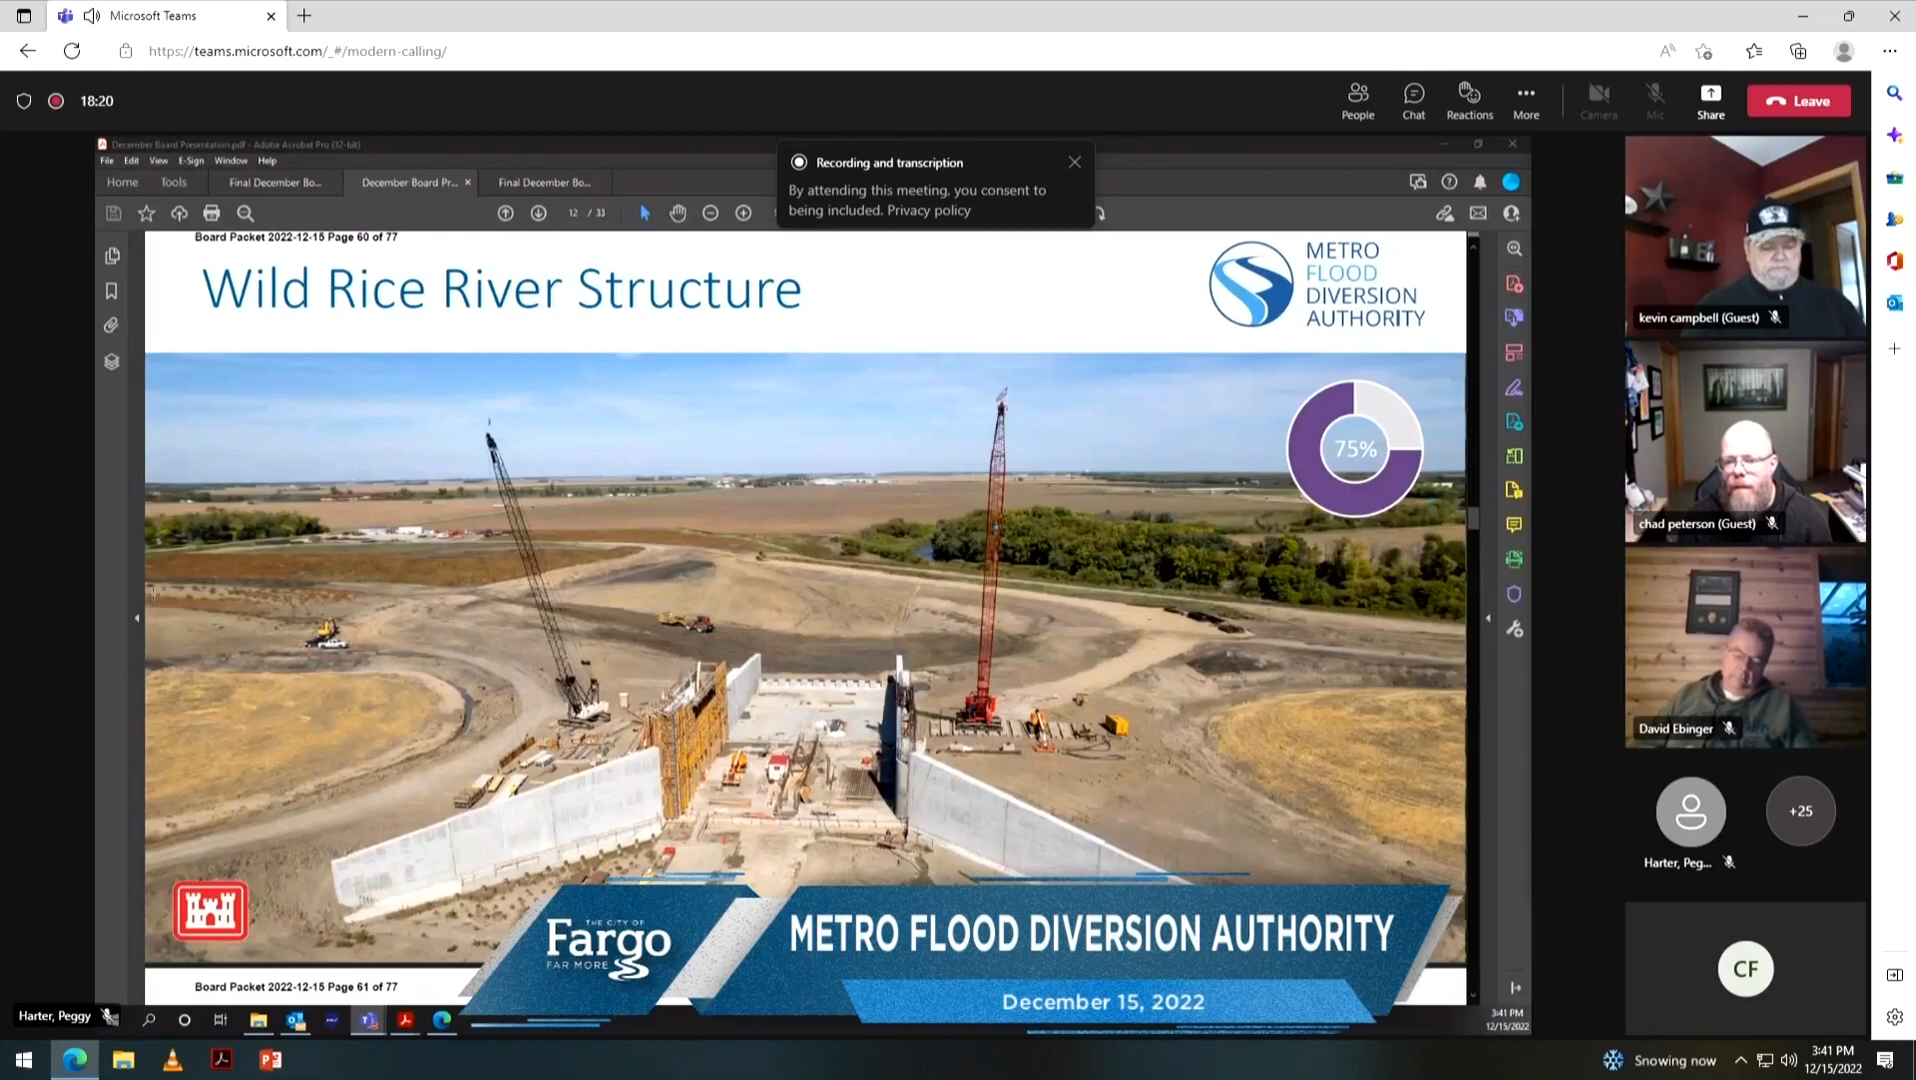 Microsoft Teams
https://teams.microsoft.com/_#/modern-calling/
18:20
People
Chat
Reactions
More
Camera
Mic
Share
Leave
December Board Presentation.pdf - Adobe Acrobat Pro (32-bit)
File Edit View E-Sign Window Help
Home Tools Final December Bo... December Board Pr... Final December Bo...
12 / 33
Recording and transcription
By attending this meeting, you consent to
being included. Privacy policy
Board Packet 2022-12-15 Page 60 of 77
Wild Rice River Structure
METRO
FLOOD
DIVERSION
AUTHORITY
75%
kevin campbell (Guest)
chad peterson (Guest)
David Ebinger
Harter, Peg...
+25
CF
THE CITY OF
Fargo
FAR MORE
METRO FLOOD DIVERSION AUTHORITY
December 15, 2022
Board Packet 2022-12-15 Page 61 of 77
Harter, Peggy
3:41 PM
12/15/2022
Snowing now
3:41 PM
12/15/2022